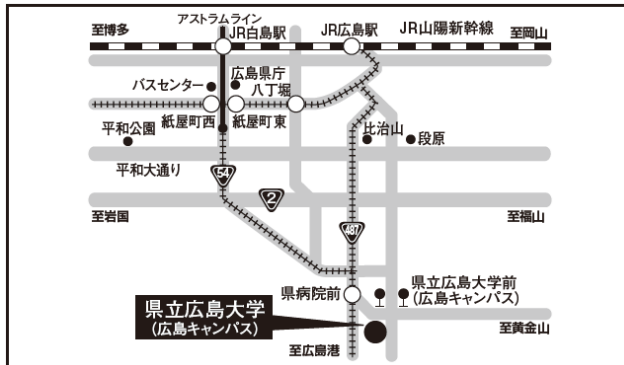 アストラムライン
至博多
JR白島駅
JR広島駅
JR山陽新幹線
至岡山
バスセンター
広島県庁
八丁堀
紙屋町西
紙屋町東
平和公園
比治山
段原
平和大通り
54
2
至岩国
至福山
487
県病院前
県立広島大学前
(広島キャンパス)
県立広島大学
(広島キャンパス)
至広島港
至黄金山